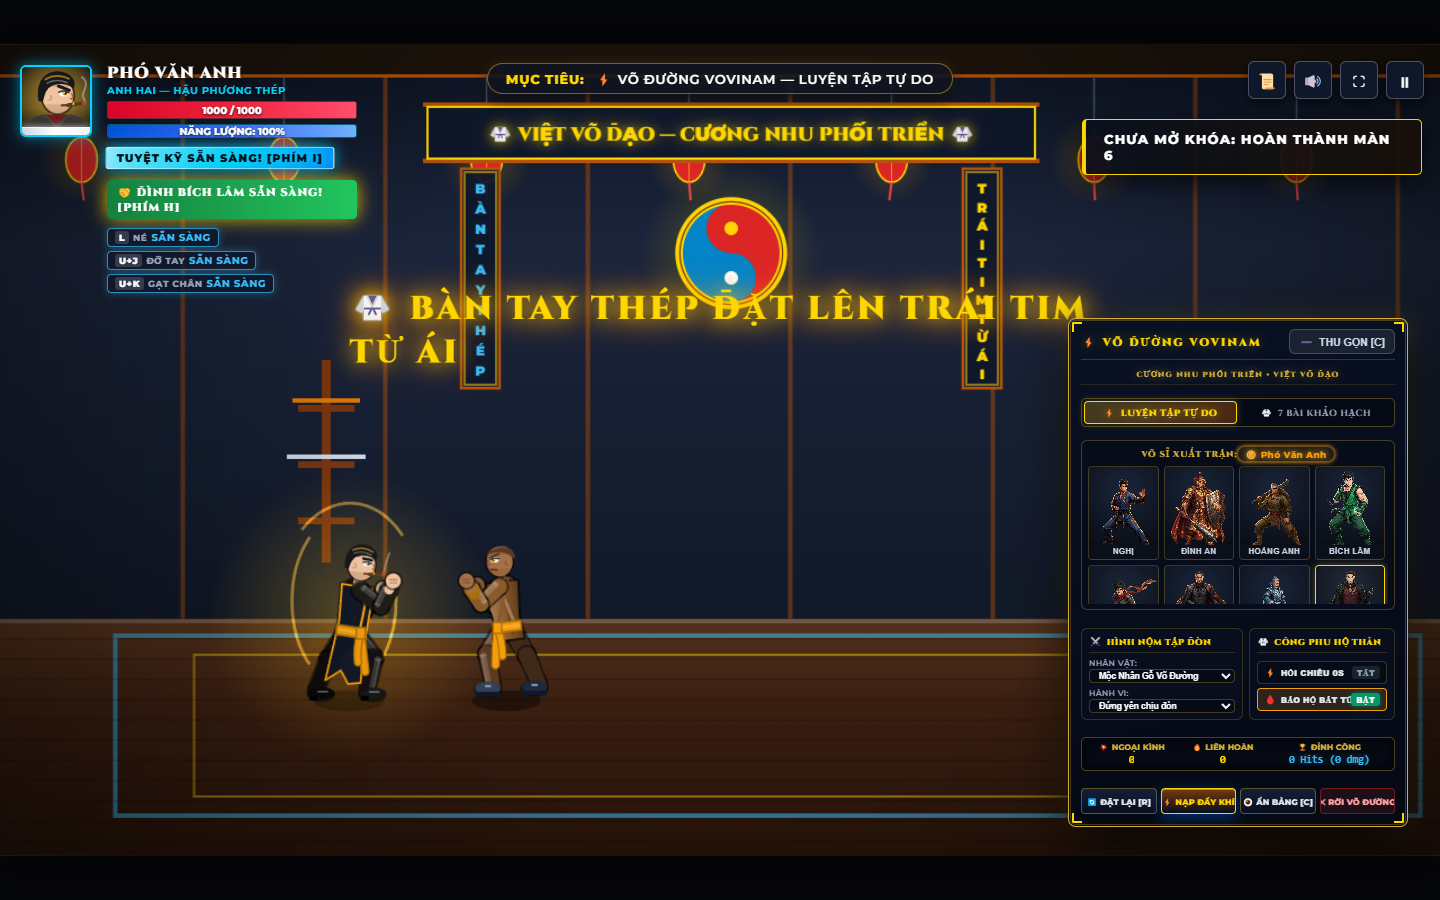 PHÓ VĂN ANH
ANH HAI — HẬU PHƯƠNG THÉP
1000 / 1000
NĂNG LƯỢNG: 100%
TUYỆT KỸ SẴN SÀNG! [PHÍM I]
ĐÌNH BÍCH LÂM SẴN SÀNG!
[PHÍM H]
L NÉ SẴN SÀNG
U+J ĐỠ TAY SẴN SÀNG
U+K GẠT CHÂN SẴN SÀNG
MỤC TIÊU: VÕ ĐƯỜNG VOVINAM — LUYỆN TẬP TỰ DO
VIỆT VÕ ĐẠO — CƯƠNG NHU PHỐI TRIỂN
BÀN TAY THÉP
TRÁI TIM TỪ ÁI
BÀN TAY THÉP ĐẶT LÊN TRÁI TIM
TỪ ÁI
CHƯA MỞ KHÓA: HOÀN THÀNH MÀN
6
VÕ ĐƯỜNG VOVINAM
THU GỌN [C]
CƯƠNG NHU PHỐI TRIỂN • VIỆT VÕ ĐẠO
LUYỆN TẬP TỰ DO
7 BÀI KHẢO HẠCH
VÕ SĨ XUẤT TRẬN: Phó Văn Anh
NGHỊ
ĐÌNH AN
HOÀNG ANH
BÍCH LÂM
HÌNH NỘM TẬP ĐÒN
NHÂN VẬT:
Mộc Nhân Gỗ Võ Đường
HÀNH VI:
Đứng yên chịu đòn
CÔNG PHU HỘ THÂN
HỒI CHIÊU 0S TẮT
BẢO HỘ BẤT TỬ BẬT
NGOẠI KÌNH
0
LIÊN HOÀN
0
ĐỈNH CÔNG
0 Hits (0 dmg)
ĐẶT LẠI [R]
NẠP ĐẦY KHÍ
ẨN BẢNG [C]
RỜI VÕ ĐƯỜNG